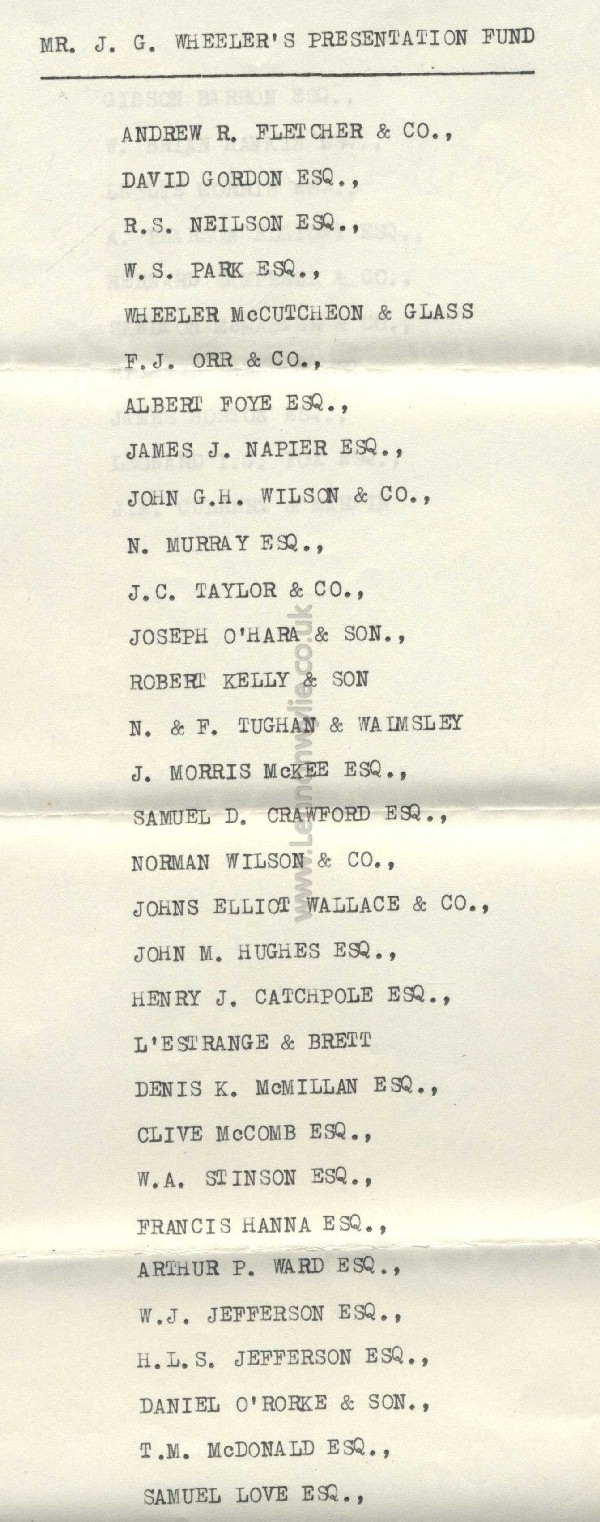 MR. J. G. WHEELER'S PRESENTATION FUND
ANDREW R. FLETCHER & CO.,
DAVID GORDON ESQ.,
R.S. NEILSON ESQ.,
W.S. PARK ESQ.,
WHEELER McCUTCHEON & GLASS
F.J. ORR & CO.,
ALBERT FOYE ESQ.,
JAMES J. NAPIER ESQ.,
JOHN G.H. WILSON & CO.,
N. MURRAY ESQ.,
J.C. TAYLOR & CO.,
JOSEPH O'HARA & SON.,
ROBERT KELLY & SON
N. & F. TUGHAN & WALMSLEY
J. MORRIS McKEE ESQ.,
SAMUEL D. CRAWFORD ESQ.,
NORMAN WILSON & CO.,
JOHNS ELLIOT WALLACE & CO.,
JOHN M. HUGHES ESQ.,
HENRY J. CATCHPOLE ESQ.,
L'ESTRANGE & BRETT
DENIS K. McMILLAN ESQ.,
CLIVE McCOMB ESQ.,
W.A. STINSON ESQ.,
FRANCIS HANNA ESQ.,
ARTHUR P. WARD ESQ.,
W.J. JEFFERSON ESQ.,
H.L.S. JEFFERSON ESQ.,
DANIEL O'RORKE & SON.,
T.M. McDONALD ESQ.,
SAMUEL LOVE ESQ.,
www.Lennonwylie.co.uk